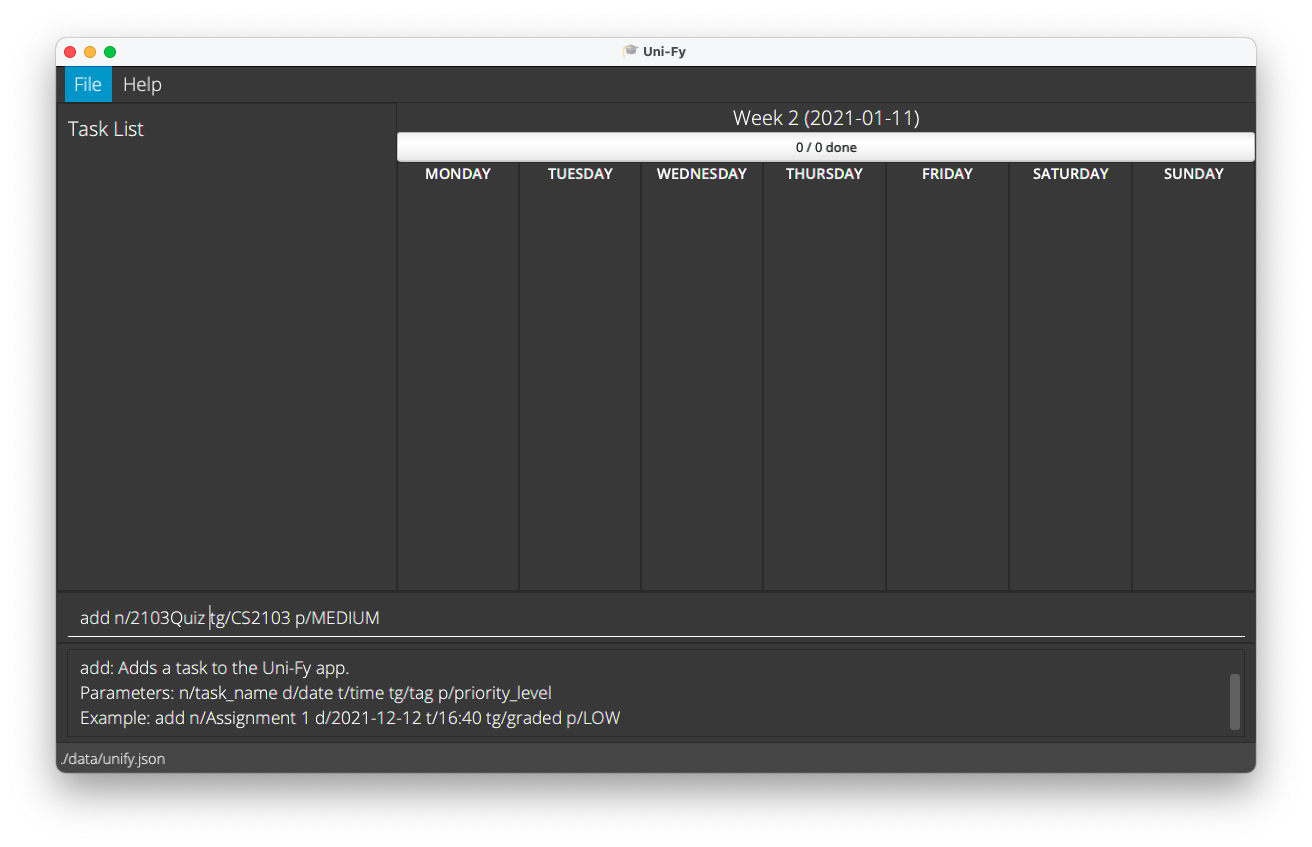 Uni-Fy
File Help
Task List
Week 2 (2021-01-11)
0 / 0 done
MONDAY TUESDAY WEDNESDAY THURSDAY FRIDAY SATURDAY SUNDAY
add n/2103Quiz tg/CS2103 p/MEDIUM
add: Adds a task to the Uni-Fy app.
Parameters: n/task_name d/date t/time tg/tag p/priority_level
Example: add n/Assignment 1 d/2021-12-12 t/16:40 tg/graded p/LOW
./data/unify.json